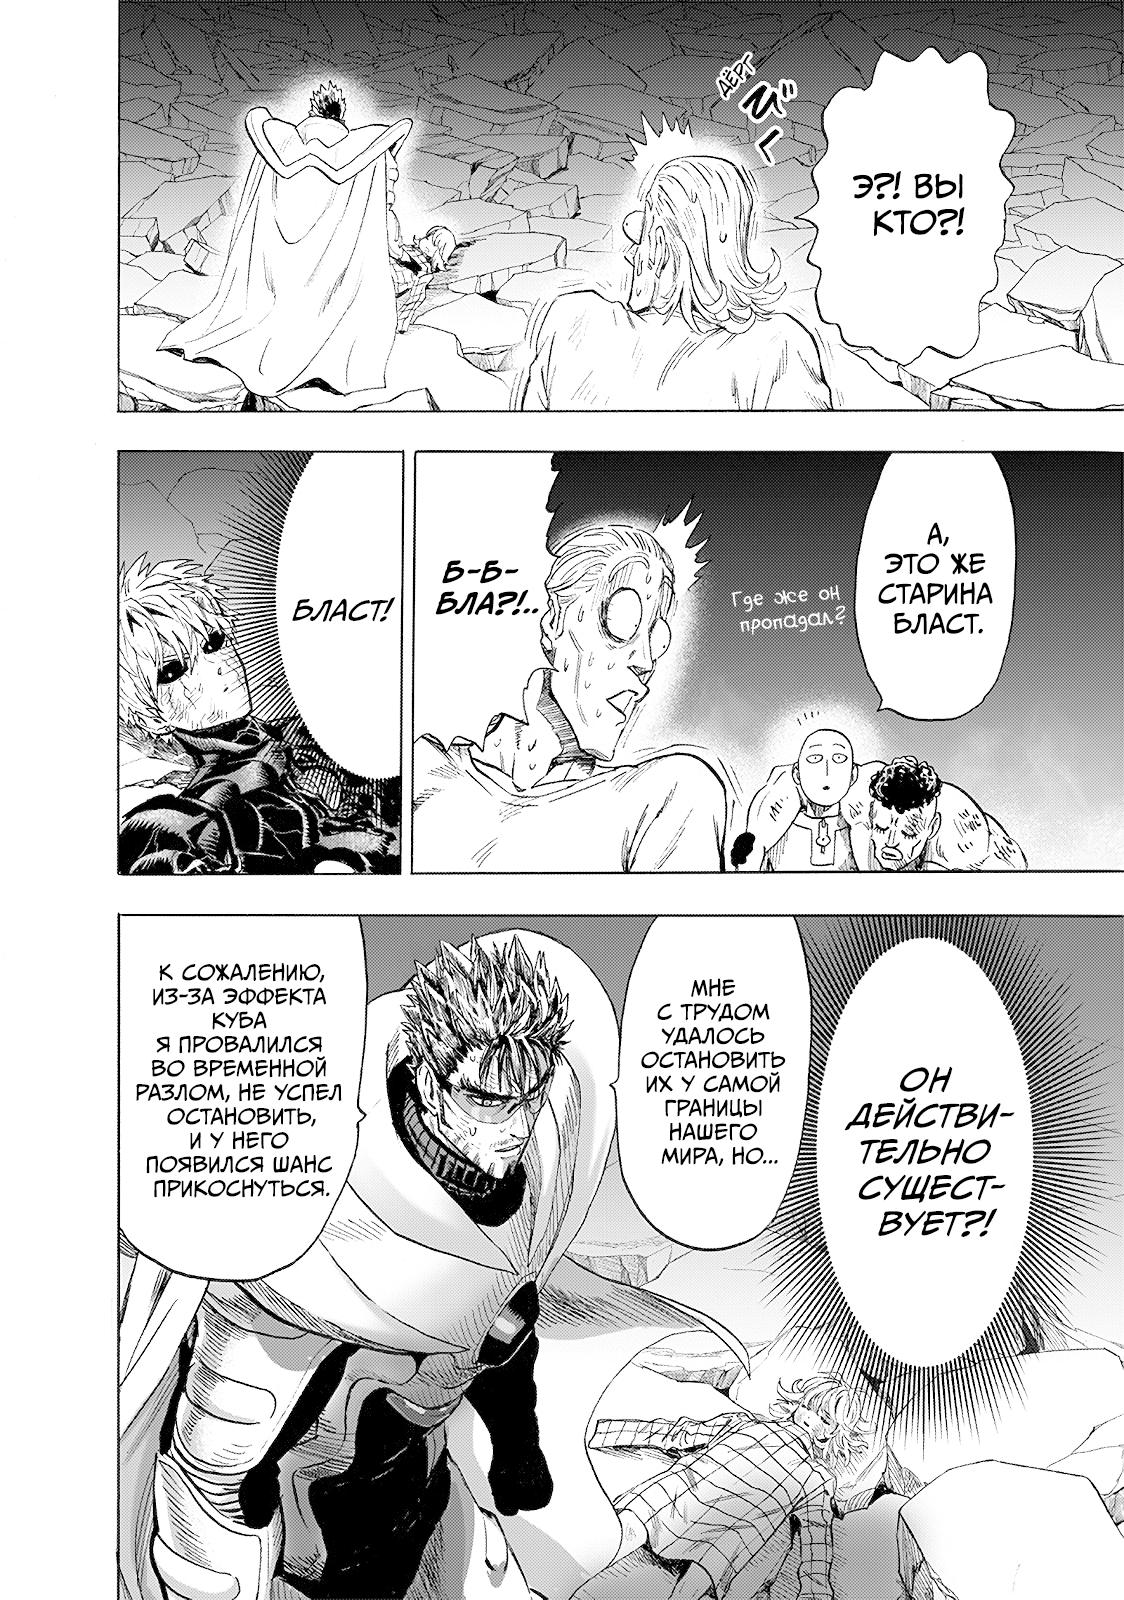 Э?! ВЫ
КТО?!
ДЁРГ
А,
ЭТО ЖЕ
СТАРИНА
БЛАСТ.
Где же он
пропадал?
Б-Б-
БЛА?!..
БЛАСТ!
ОН
ДЕЙСТВИ-
ТЕЛЬНО
СУЩЕСТ-
ВУЕТ?!
МНЕ
С ТРУДОМ
УДАЛОСЬ
ОСТАНОВИТЬ
ИХ У САМОЙ
ГРАНИЦЫ
НАШЕГО
МИРА, НО...
К СОЖАЛЕНИЮ,
ИЗ-ЗА ЭФФЕКТА
КУБА
Я ПРОВАЛИЛСЯ
ВО ВРЕМЕННОЙ
РАЗЛОМ, НЕ УСПЕЛ
ОСТАНОВИТЬ,
И У НЕГО
ПОЯВИЛСЯ ШАНС
ПРИКОСНУТЬСЯ.